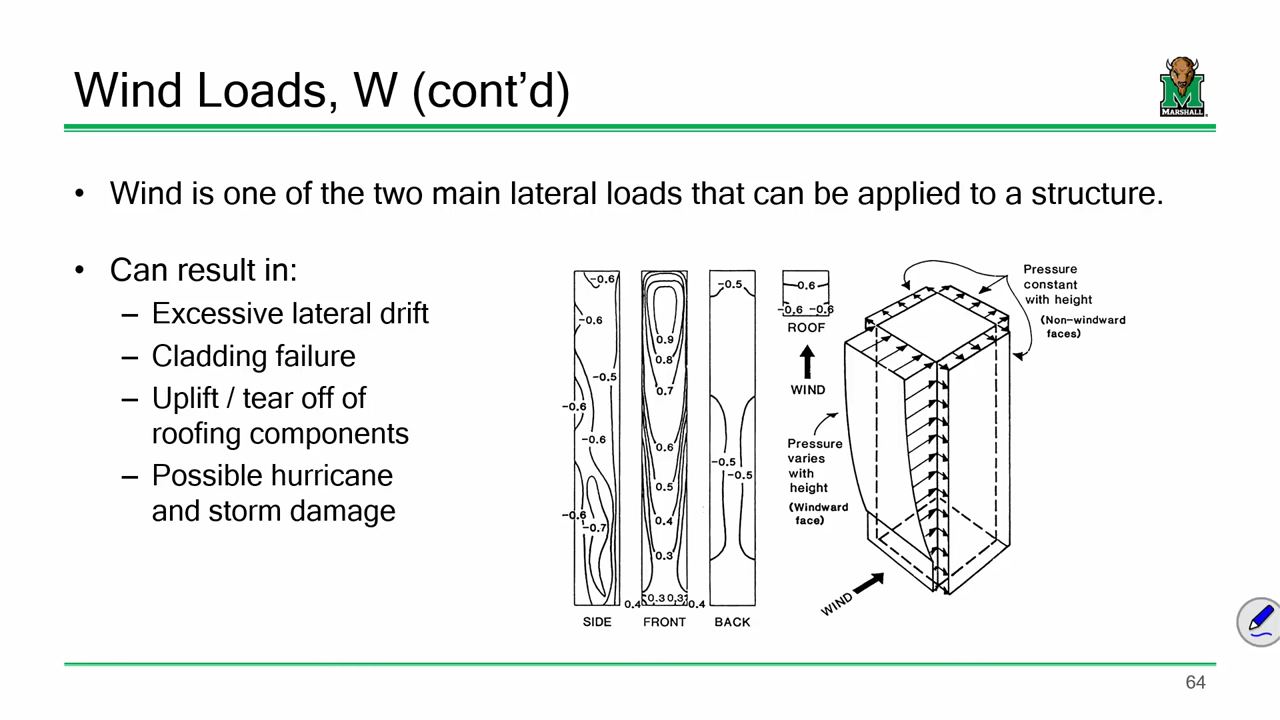 Wind Loads, W (cont’d)
MARSHALL
• Wind is one of the two main lateral loads that can be applied to a structure.
• Can result in:
– Excessive lateral drift
– Cladding failure
– Uplift / tear off of
roofing components
– Possible hurricane
and storm damage
-0.6
-0.6
-0.5
-0.6
-0.6
-0.6
-0.7
SIDE
0.9
0.8
0.7
0.6
0.5
0.4
0.3
0.4 0.3 0.3 0.4
FRONT
-0.5
-0.5
-0.5
BACK
-0.6
-0.6 -0.6
ROOF
WIND
Pressure
varies
with
height
(Windward
face)
Pressure
constant
with height
(Non-windward
faces)
WIND
64